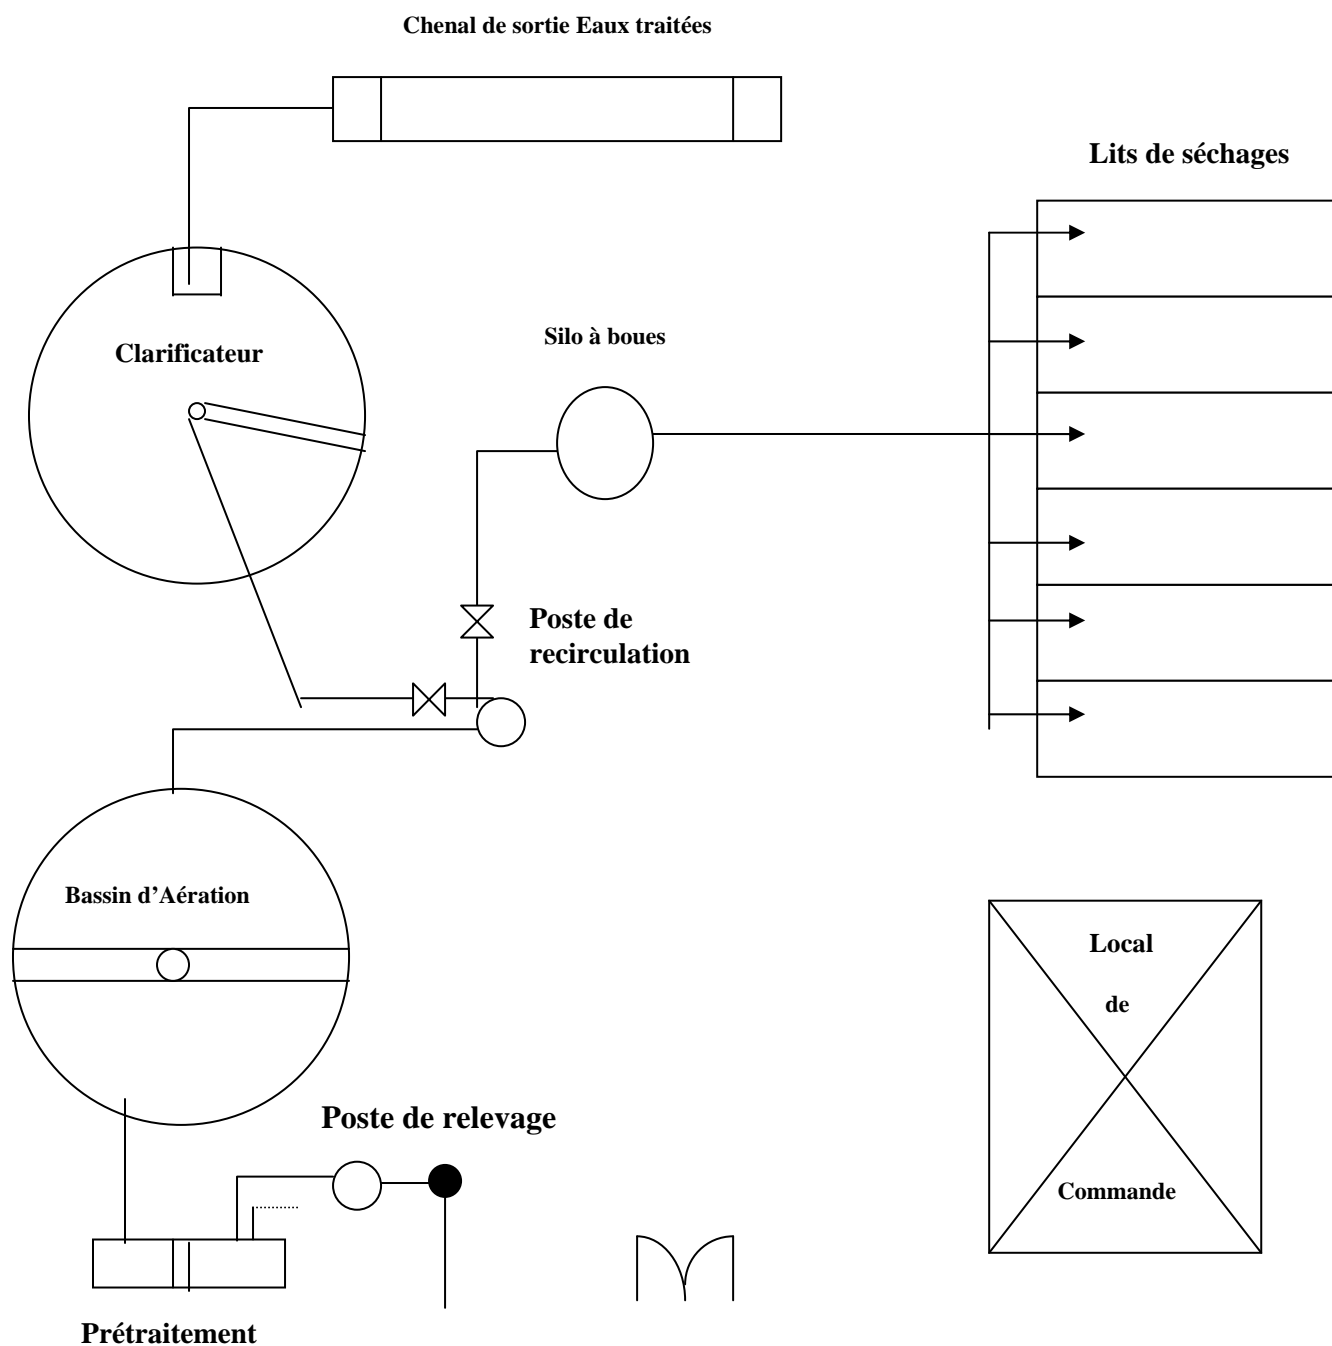 Chenal de sortie Eaux traitées
Lits de séchages
Silo à boues
Clarificateur
Poste de
recirculation
Bassin d'Aération
Local
de
Commande
Poste de relevage
Prétraitement